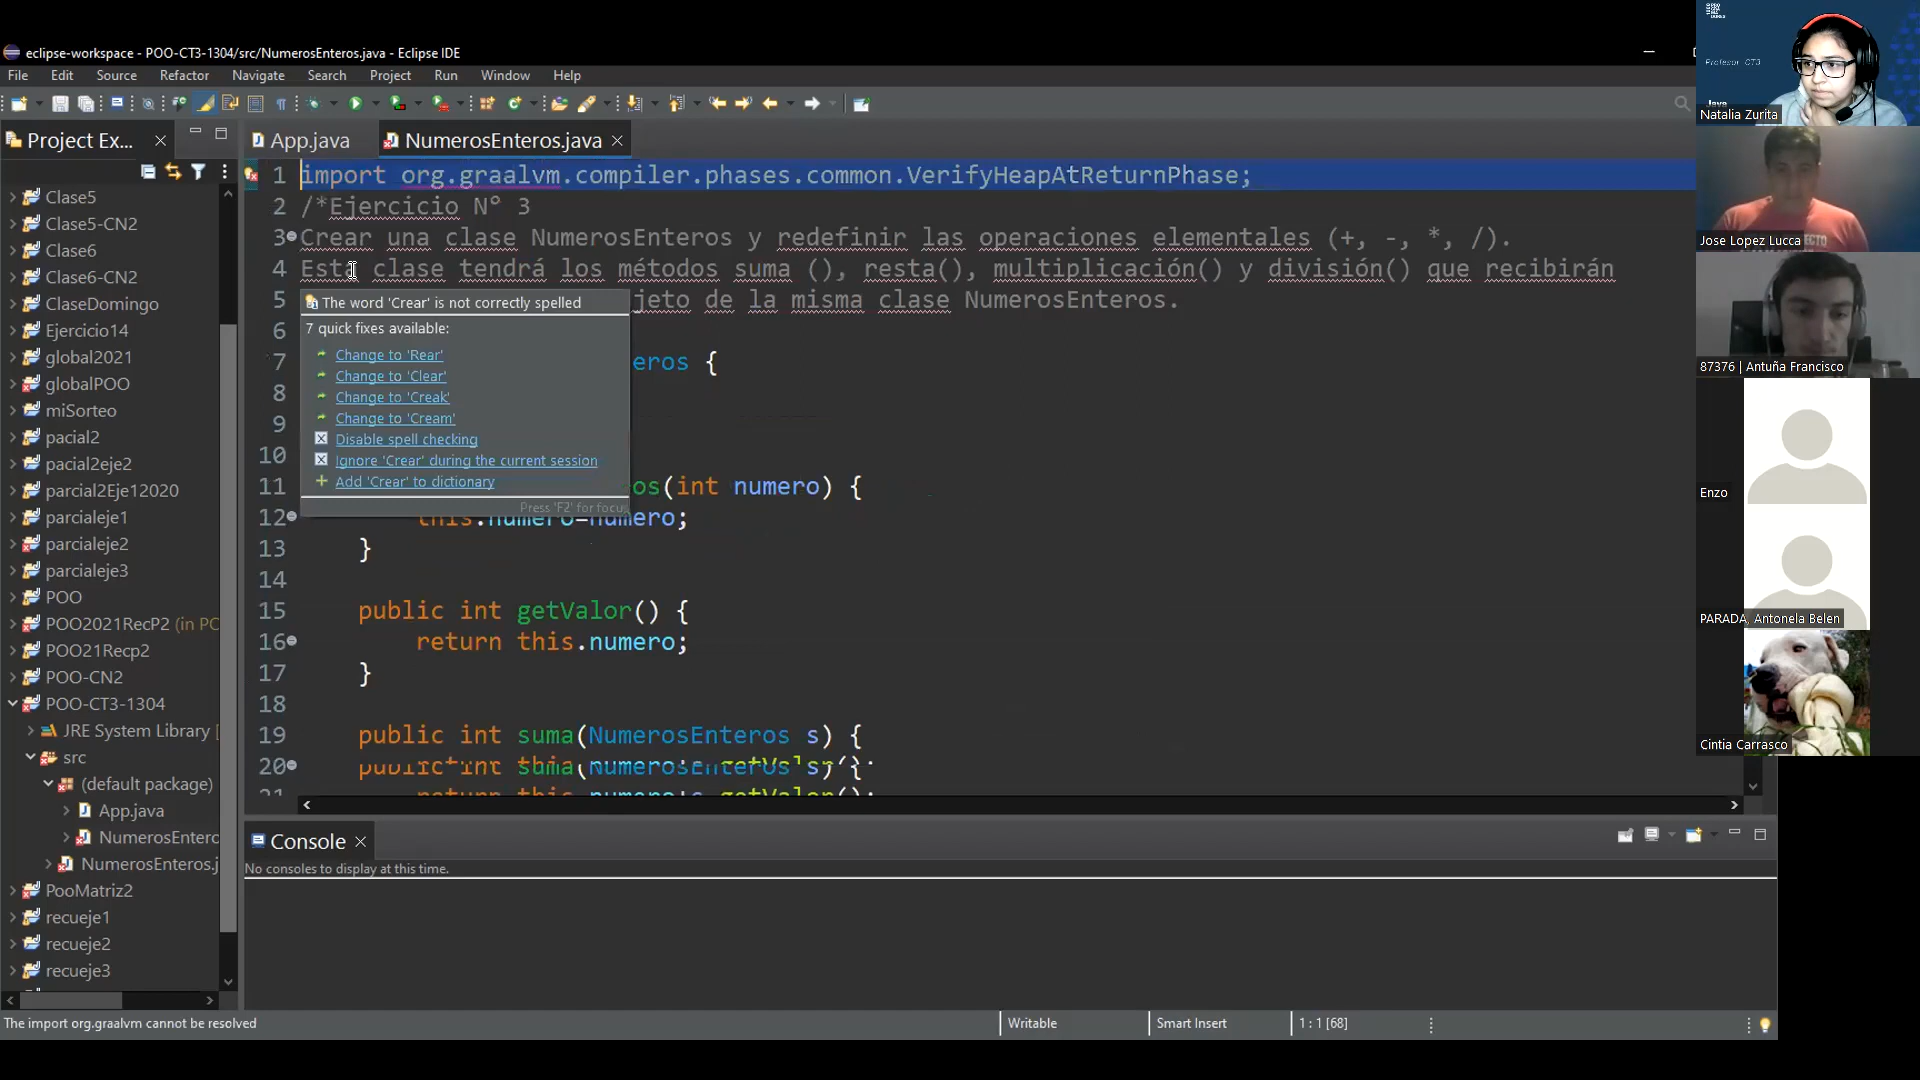 eclipse-workspace - POO-CT3-1304/src/NumerosEnteros.java - Eclipse IDE
File Edit Source Refactor Navigate Search Project Run Window Help
Project Ex...
App.java
NumerosEnteros.java
Clase5
Clase5-CN2
Clase6
Clase6-CN2
ClaseDomingo
Ejercicio14
global2021
globalPOO
miSorteo
pacial2
pacial2eje2
parcial2Eje12020
parcialeje1
parcialeje2
parcialeje3
POO
POO2021RecP2 (in PO
POO21Recp2
POO-CN2
POO-CT3-1304
JRE System Library [
src
(default package)
App.java
NumerosEntero
NumerosEnteros.j
PooMatriz2
recueje1
recueje2
recueje3
1 import org.graalvm.compiler.phases.common.VerifyHeapAtReturnPhase;
2 /*Ejercicio N° 3
3 Crear una clase NumerosEnteros y redefinir las operaciones elementales (+, -, *, /).
4 Esta clase tendrá los métodos suma (), resta(), multiplicación() y división() que recibirán
5 jeto de la misma clase NumerosEnteros.
6
7 eros {
8
9
10
11 os(int numero) {
12 this.numero=numero;
13 }
14
15 public int getValor() {
16 return this.numero;
17 }
18
19 public int suma(NumerosEnteros s) {
20 public int suma(NumerosEnteros s) {
21
The word 'Crear' is not correctly spelled
7 quick fixes available:
Change to 'Rear'
Change to 'Clear'
Change to 'Creak'
Change to 'Cream'
Disable spell checking
Ignore 'Crear' during the current session
Add 'Crear' to dictionary
Press 'F2' for focus
Console
No consoles to display at this time.
The import org.graalvm cannot be resolved
Writable
Smart Insert
1 : 1 [68]
Profesor CT3
Java
Natalia Zurita
Jose Lopez Lucca
87376 | Antuña Francisco
Enzo
PARADA, Antonela Belen
Cintia Carrasco